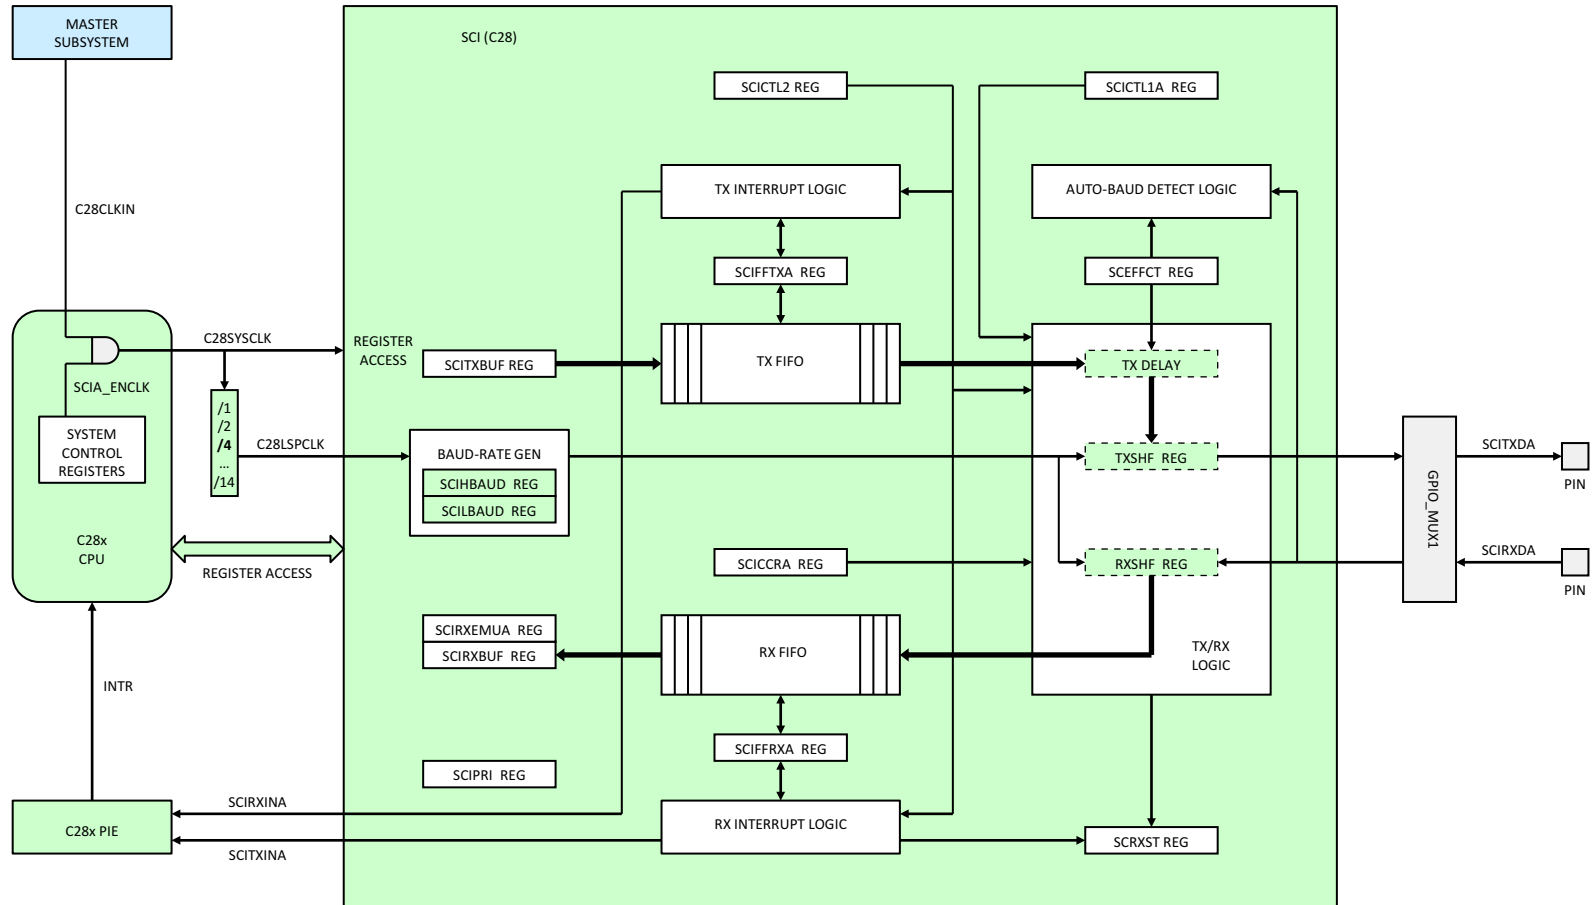 MASTER
SUBSYSTEM
SCI (C28)
SCICTL2 REG
SCICTL1A  REG
TX INTERRUPT LOGIC
AUTO-BAUD DETECT LOGIC
C28CLKIN
SCIFFTXA  REG
SCEFFCT  REG
C28SYSCLK
REGISTER
ACCESS
SCITXBUF REG
TX FIFO
TX DELAY
SCIA_ENCLK
/1
/2
/4
...
/14
SYSTEM
CONTROL
REGISTERS
C28LSPCLK
BAUD-RATE GEN
SCIHBAUD  REG
SCILBAUD  REG
TXSHF  REG
GPIO_MUX1
SCITXDA
PIN
C28x
CPU
REGISTER ACCESS
SCICCRA  REG
RXSHF  REG
SCIRXDA
PIN
SCIRXEMUA  REG
SCIRXBUF  REG
RX FIFO
TX/RX
LOGIC
INTR
SCIFFRXA  REG
SCIPRI  REG
SCIRXINA
C28x PIE
RX INTERRUPT LOGIC
SCRXST REG
SCITXINA